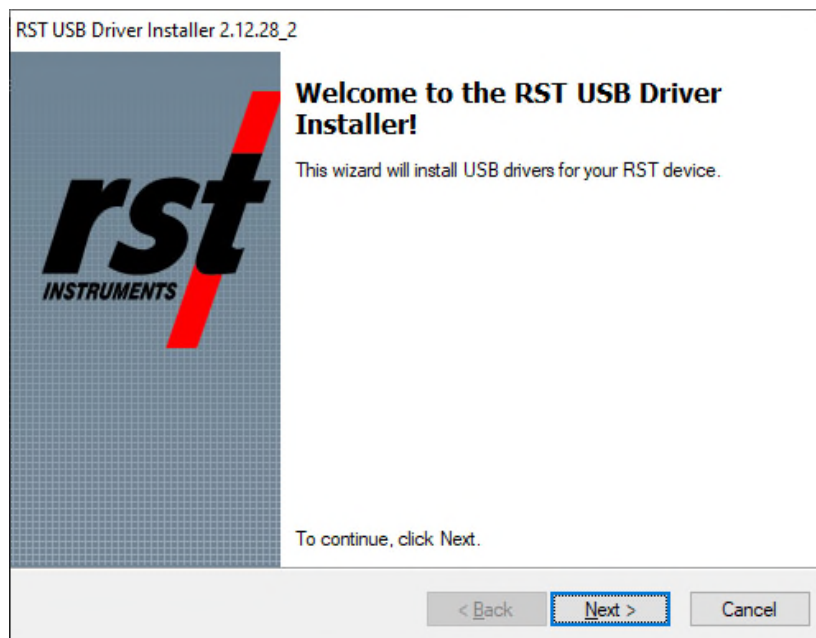 RST USB Driver Installer 2.12.28_2
Welcome to the RST USB Driver
Installer!
This wizard will install USB drivers for your RST device.
rst
INSTRUMENTS
To continue, click Next.
< Back
Next >
Cancel